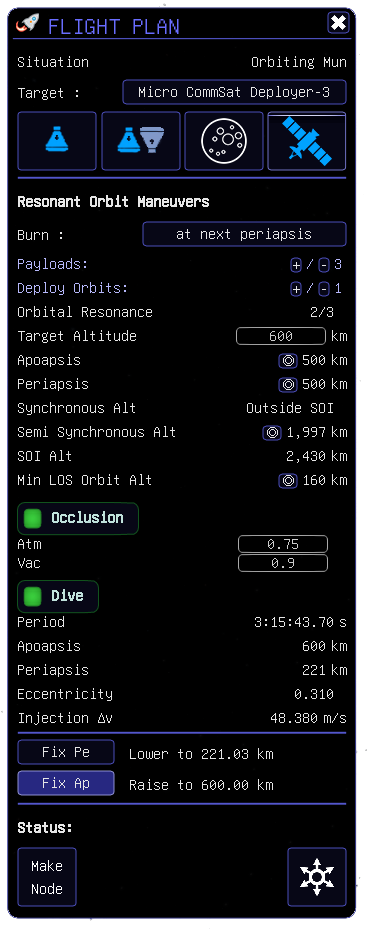 FLIGHT PLAN
Situation Orbiting Mun
Target : Micro CommSat Deployer-3
Resonant Orbit Maneuvers
Burn : at next periapsis
Payloads: + / - 3
Deploy Orbits: + / - 1
Orbital Resonance 2/3
Target Altitude 600 km
Apoapsis 500 km
Periapsis 500 km
Synchronous Alt Outside SOI
Semi Synchronous Alt 1,997 km
SOI Alt 2,430 km
Min LOS Orbit Alt 160 km
Occlusion
Atm 0.75
Vac 0.9
Dive
Period 3:15:43.70 s
Apoapsis 600 km
Periapsis 221 km
Eccentricity 0.310
Injection Δv 48.380 m/s
Fix Pe Lower to 221.03 km
Fix Ap Raise to 600.00 km
Status:
Make
Node